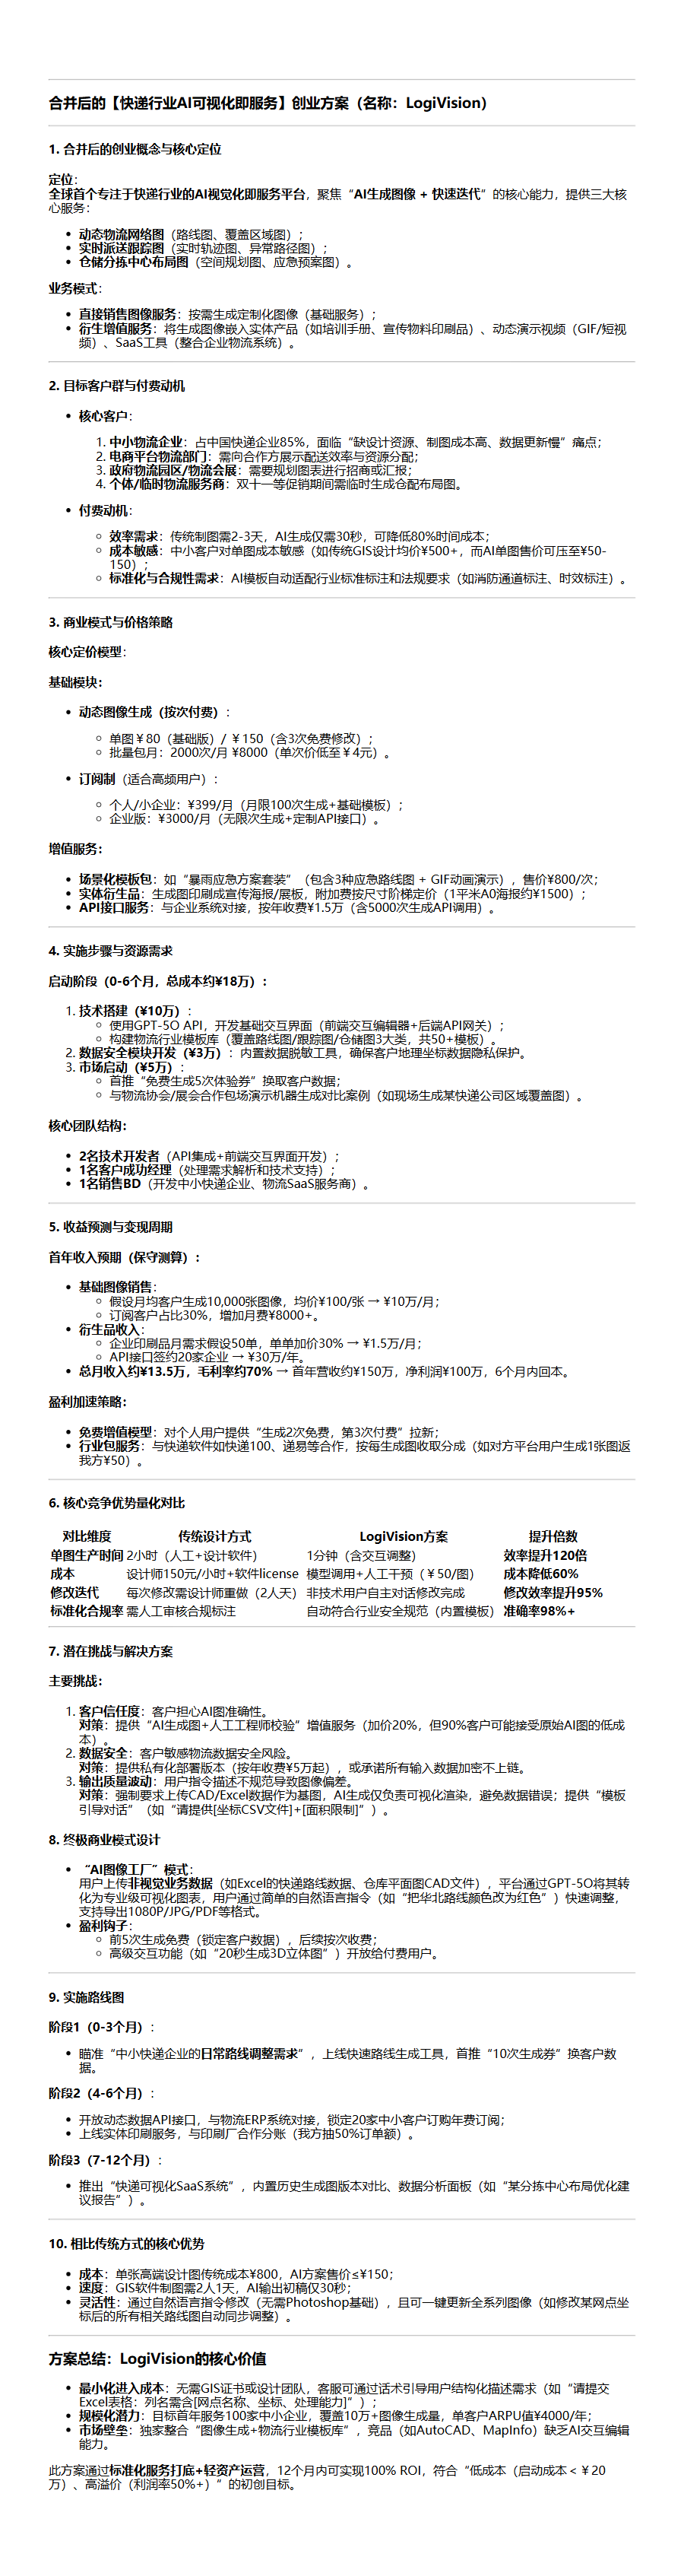 合并后的【快递行业AI可视化即服务】创业方案（名称：LogiVision）
1. 合并后的创业概念与核心定位
定位：
全球首个专注于快递行业的AI视觉化即服务平台，聚焦“AI生成图像 + 快速迭代”的核心能力，提供三大核
心服务：
• 动态物流网络图（路线图、覆盖区域图）；
• 实时派送跟踪图（实时轨迹图、异常路径图）；
• 仓储分拣中心布局图（空间规划图、应急预案图）。
业务模式：
• 直接销售图像服务：按需生成定制化图像（基础服务）；
• 衍生增值服务：将生成图像嵌入实体产品（如培训手册、宣传物料印刷品）、动态演示视频（GIF/短视
频）、SaaS工具（整合企业物流系统）。
2. 目标客户群与付费动机
• 核心客户：
1. 中小物流企业：占中国快递企业85%，面临“缺设计资源、制图成本高、数据更新慢”痛点；
2. 电商平台物流部门：需向合作方展示配送效率与资源分配；
3. 政府物流园区/物流会展：需要规划图表进行招商或汇报；
4. 个体/临时物流服务商：双十一等促销期间需临时生成仓配布局图。
• 付费动机：
○ 效率需求：传统制图需2-3天，AI生成仅需30秒，可降低80%时间成本；
○ 成本敏感：中小客户对单图成本敏感（如传统GIS设计均价¥500+，而AI单图售价可压至¥50-
150）；
○ 标准化与合规性需求：AI模板自动适配行业标准标注和法规要求（如消防通道标注、时效标注）。
3. 商业模式与价格策略
核心定价模型：
基础模块：
• 动态图像生成（按次付费）：
○ 单图￥80（基础版）/ ￥150（含3次免费修改）；
○ 批量包月：2000次/月 ¥8000（单次价低至￥4元）。
• 订阅制（适合高频用户）：
○ 个人/小企业：¥399/月（月限100次生成+基础模板）；
○ 企业版：¥3000/月（无限次生成+定制API接口）。
增值服务：
• 场景化模板包：如“暴雨应急方案套装”（包含3种应急路线图 + GIF动画演示），售价¥800/次；
• 实体衍生品：生成图印刷成宣传海报/展板，附加费按尺寸阶梯定价（1平米A0海报约¥1500）；
• API接口服务：与企业系统对接，按年收费¥1.5万（含5000次生成API调用）。
4. 实施步骤与资源需求
启动阶段（0-6个月，总成本约¥18万）：
1. 技术搭建（¥10万）：
○ 使用GPT-5O API，开发基础交互界面（前端交互编辑器+后端API网关）；
○ 构建物流行业模板库（覆盖路线图/跟踪图/仓储图3大类，共50+模板）。
2. 数据安全模块开发（¥3万）：内置数据脱敏工具，确保客户地理坐标数据隐私保护。
3. 市场启动（¥5万）：
○ 首推“免费生成5次体验券”换取客户数据；
○ 与物流协会/展会合作包场演示机器生成对比案例（如现场生成某快递公司区域覆盖图）。
核心团队结构：
• 2名技术开发者（API集成+前端交互界面开发）；
• 1名客户成功经理（处理需求解析和技术支持）；
• 1名销售BD（开发中小快递企业、物流SaaS服务商）。
5. 收益预测与变现周期
首年收入预期（保守测算）：
• 基础图像销售：
○ 假设月均客户生成10,000张图像，均价¥100/张 → ¥10万/月；
○ 订阅客户占比30%，增加月费¥8000+。
• 衍生品收入：
○ 企业印刷品月需求假设50单，单单加价30% → ¥1.5万/月；
○ API接口签约20家企业 → ¥30万/年。
• 总月收入约¥13.5万，毛利率约70% → 首年营收约¥150万，净利润¥100万，6个月内回本。
盈利加速策略：
• 免费增值模型：对个人用户提供“生成2次免费，第3次付费”拉新；
• 行业包服务：与快递软件如快递100、递易等合作，按每生成图收取分成（如对方平台用户生成1张图返
我方¥50）。
6. 核心竞争优势量化对比
对比维度 传统设计方式 LogiVision方案 提升倍数
单图生产时间 2小时（人工+设计软件） 1分钟（含交互调整） 效率提升120倍
成本 设计师150元/小时+软件license 模型调用+人工干预（￥50/图） 成本降低60%
修改迭代 每次修改需设计师重做（2人天） 非技术用户自主对话修改完成 修改效率提升95%
标准化合规率 需人工审核合规标注 自动符合行业安全规范（内置模板） 准确率98%+
7. 潜在挑战与解决方案
主要挑战：
1. 客户信任度：客户担心AI图准确性。
对策：提供“AI生成图+人工工程师校验”增值服务（加价20%，但90%客户可能接受原始AI图的低成
本）。
2. 数据安全：客户敏感物流数据安全风险。
对策：提供私有化部署版本（按年收费¥5万起），或承诺所有输入数据加密不上链。
3. 输出质量波动：用户指令描述不规范导致图像偏差。
对策：强制要求上传CAD/Excel数据作为基图，AI生成仅负责可视化渲染，避免数据错误；提供“模板
引导对话”（如“请提供[坐标CSV文件]+[面积限制]”）。
8. 终极商业模式设计
• “AI图像工厂”模式：
用户上传非视觉业务数据（如Excel的快递路线数据、仓库平面图CAD文件），平台通过GPT-5O将其转
化为专业级可视化图表，用户通过简单的自然语言指令（如“把华北路线颜色改为红色”）快速调整，
支持导出1080P/JPG/PDF等格式。
• 盈利钩子：
○ 前5次生成免费（锁定客户数据），后续按次收费；
○ 高级交互功能（如“20秒生成3D立体图”）开放给付费用户。
9. 实施路线图
阶段1（0-3个月）：
• 瞄准“中小快递企业的日常路线调整需求”，上线快速路线生成工具，首推“10次生成券”换客户数
据。
阶段2（4-6个月）：
• 开放动态数据API接口，与物流ERP系统对接，锁定20家中小客户订购年费订阅；
• 上线实体印刷服务，与印刷厂合作分账（我方抽50%订单额）。
阶段3（7-12个月）：
• 推出“快递可视化SaaS系统”，内置历史生成图版本对比、数据分析面板（如“某分拣中心布局优化建
议报告”）。
10. 相比传统方式的核心优势
• 成本：单张高端设计图传统成本¥800，AI方案售价≤¥150；
• 速度：GIS软件制图需2人1天，AI输出初稿仅30秒；
• 灵活性：通过自然语言指令修改（无需Photoshop基础），且可一键更新全系列图像（如修改某网点坐
标后的所有相关路线图自动同步调整）。
方案总结：LogiVision的核心价值
• 最小化进入成本：无需GIS证书或设计团队，客服可通过话术引导用户结构化描述需求（如“请提交
Excel表格：列名需含[网点名称、坐标、处理能力]”）；
• 规模化潜力：目标首年服务100家中小企业，覆盖10万+图像生成量，单客户ARPU值¥4000/年；
• 市场壁垒：独家整合“图像生成+物流行业模板库”，竞品（如AutoCAD、MapInfo）缺乏AI交互编辑
能力。
此方案通过标准化服务打底+轻资产运营，12个月内可实现100% ROI，符合“低成本（启动成本＜￥20
万）、高溢价（利润率50%+）”的初创目标。